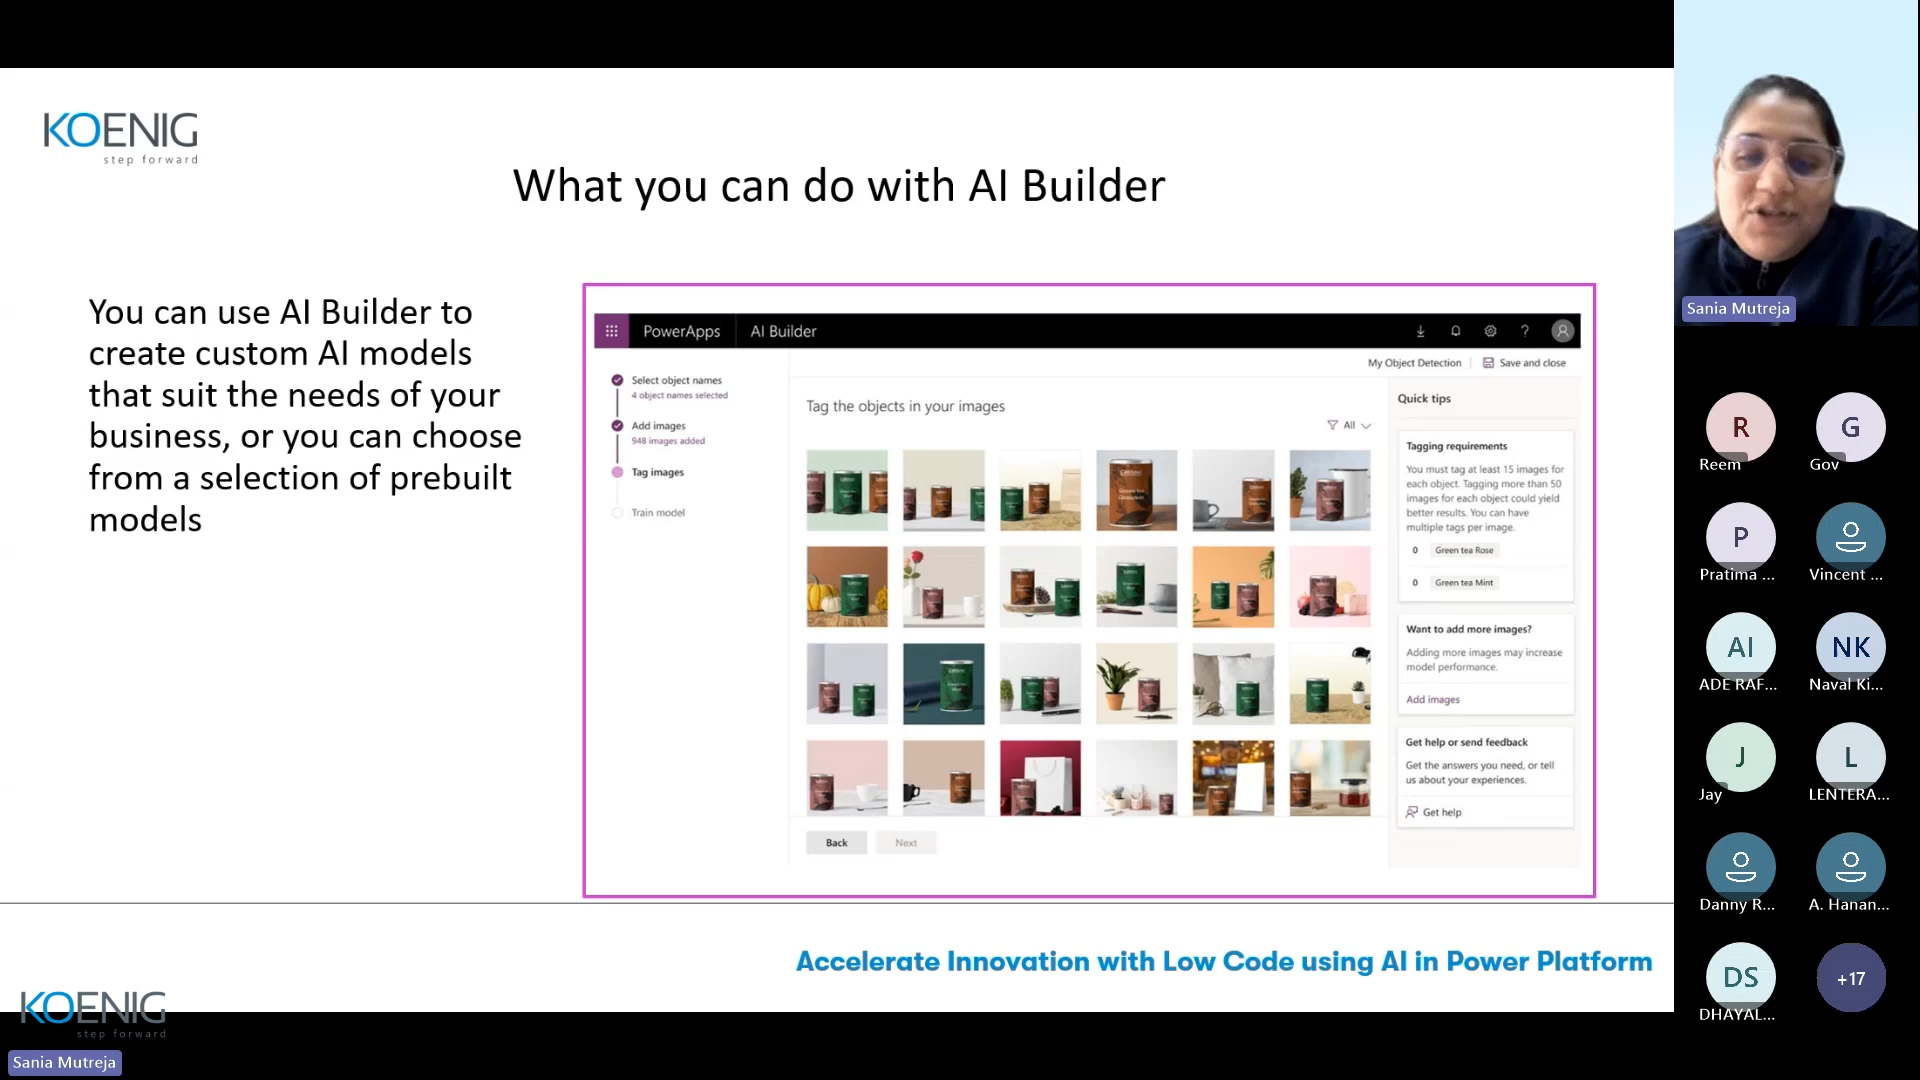 KOENIG
step forward
What you can do with AI Builder
You can use AI Builder to
create custom AI models
that suit the needs of your
business, or you can choose
from a selection of prebuilt
models
PowerApps
AI Builder
?
My Object Detection
Save and close
Select object names
4 object names selected
Add images
948 images added
Tag images
Train model
Tag the objects in your images
All
Back
Next
Quick tips
Tagging requirements
You must tag at least 15 images for
each object. Tagging more than 50
images for each object could yield
better results. You can have
multiple tags per image.
0 Green tea Rose
0 Green tea Mint
Want to add more images?
Adding more images may increase
model performance.
Add images
Get help or send feedback
Get the answers you need, or tell
us about your experiences.
Get help
Accelerate Innovation with Low Code using AI in Power Platform
KOENIG
step forward
Sania Mutreja
Sania Mutreja
R
Reem
G
Gov
P
Pratima ...
Vincent ...
AI
ADE RAF...
NK
Naval Ki...
J
Jay
L
LENTERA...
Danny R...
A. Hanan...
DS
DHAYAL...
+17